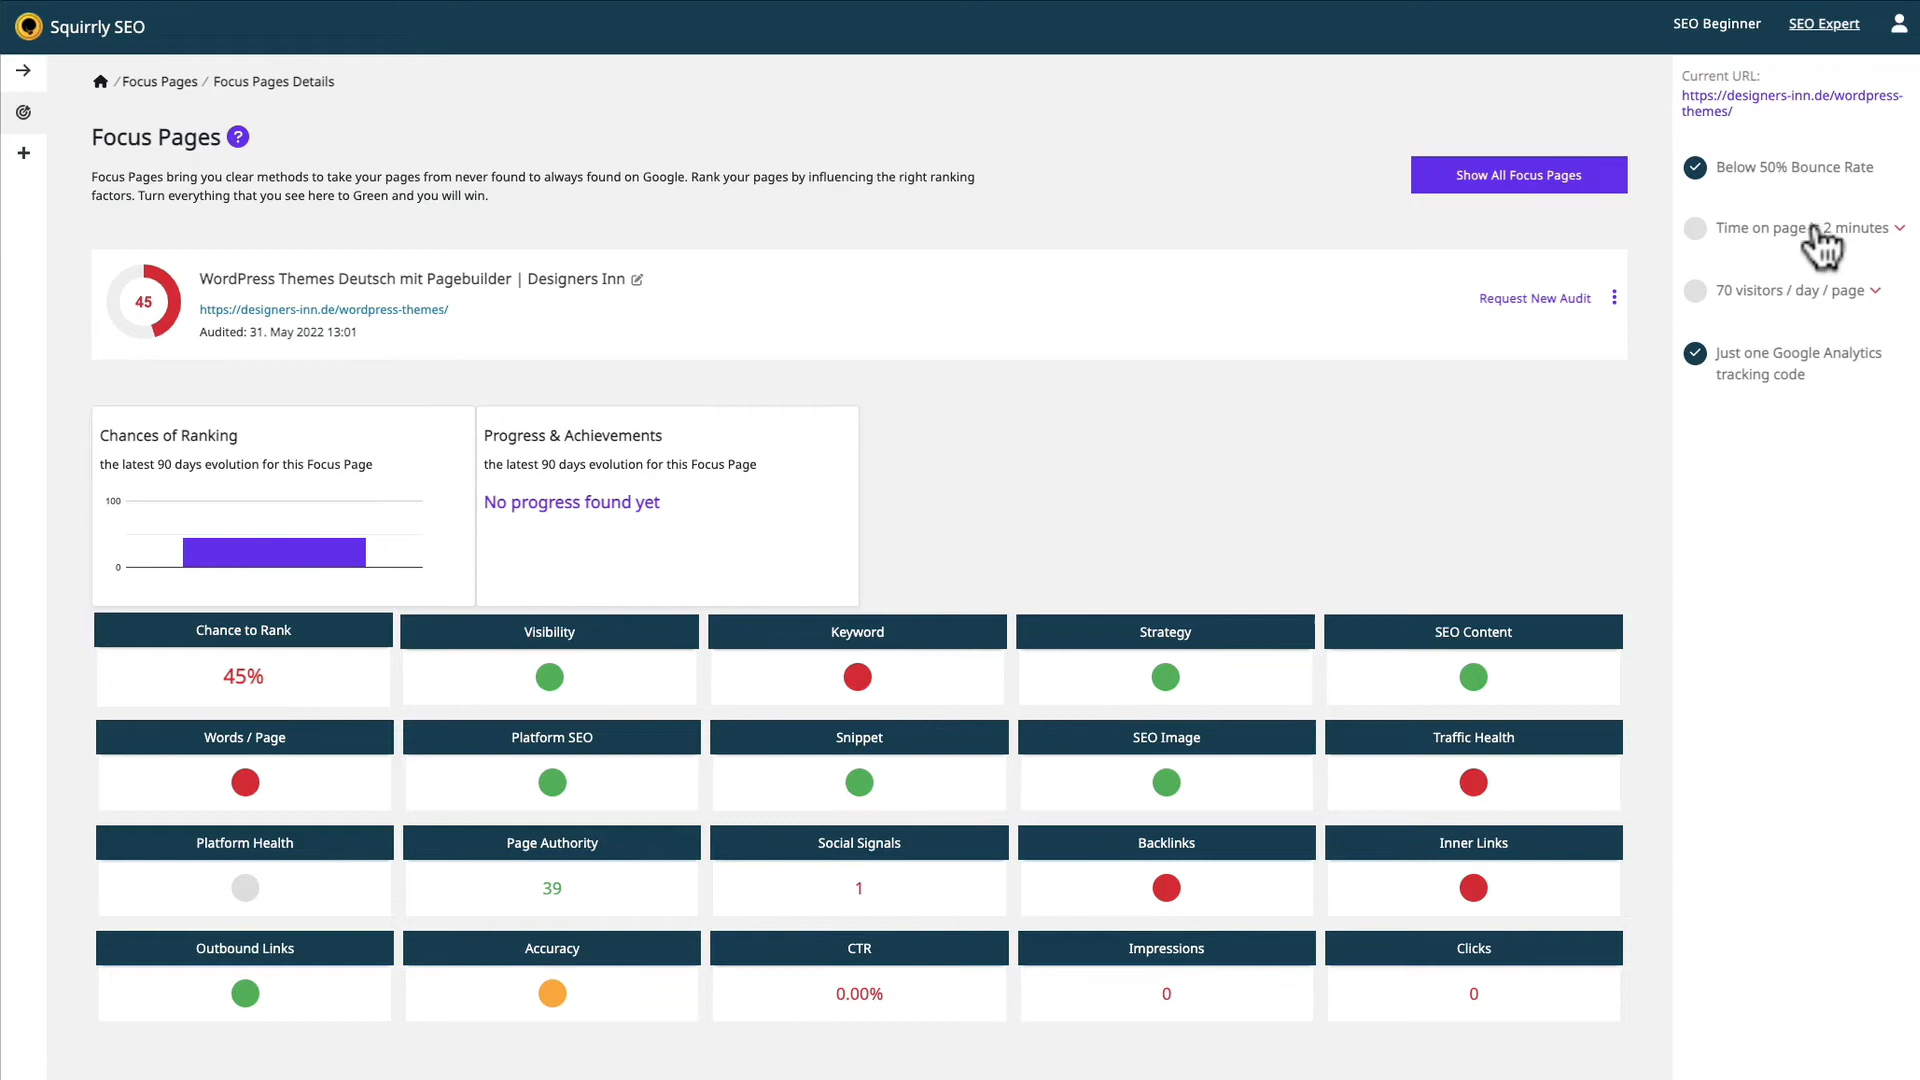 Squirrly SEO
SEO Beginner
SEO Expert
/ Focus Pages / Focus Pages Details
Focus Pages ?
Focus Pages bring you clear methods to take your pages from never found to always found on Google. Rank your pages by influencing the right ranking
factors. Turn everything that you see here to Green and you will win.
Show All Focus Pages
45
WordPress Themes Deutsch mit Pagebuilder | Designers Inn
https://designers-inn.de/wordpress-themes/
Audited: 31. May 2022 13:01
Request New Audit
Chances of Ranking
the latest 90 days evolution for this Focus Page
100
0
Progress & Achievements
the latest 90 days evolution for this Focus Page
No progress found yet
Chance to Rank
45%
Visibility
Keyword
Strategy
SEO Content
Words / Page
Platform SEO
Snippet
SEO Image
Traffic Health
Platform Health
Page Authority
39
Social Signals
1
Backlinks
Inner Links
Outbound Links
Accuracy
CTR
0.00%
Impressions
0
Clicks
0
Current URL:
https://designers-inn.de/wordpress-
themes/
Below 50% Bounce Rate
Time on page 2 minutes
70 visitors / day / page
Just one Google Analytics
tracking code